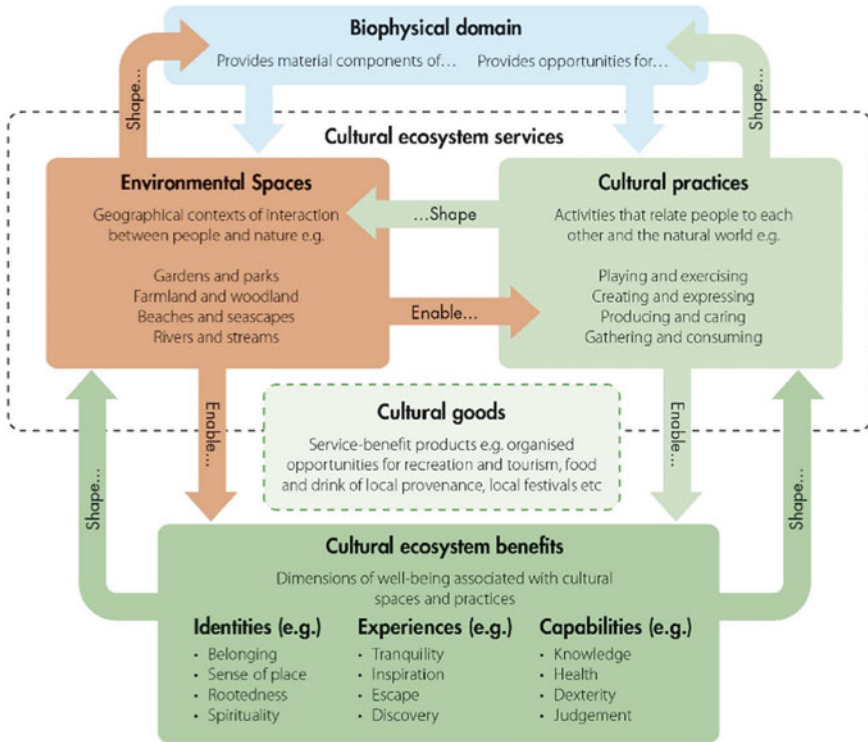 Biophysical domain
Provides material components of... Provides opportunities for...
Shape...
Shape...
Cultural ecosystem services
Environmental Spaces
Geographical contexts of interaction
between people and nature e.g.
Gardens and parks
Farmland and woodland
Beaches and seascapes
Rivers and streams
...Shape
Enable...
Cultural practices
Activities that relate people to each
other and the natural world e.g.
Playing and exercising
Creating and expressing
Producing and caring
Gathering and consuming
Enable...
Enable...
Shape...
Shape...
Cultural goods
Service-benefit products e.g. organised
opportunities for recreation and tourism, food
and drink of local provenance, local festivals etc
Cultural ecosystem benefits
Dimensions of well-being associated with cultural
spaces and practices
Identities (e.g.)
• Belonging
• Sense of place
• Rootedness
• Spirituality
Experiences (e.g.)
• Tranquility
• Inspiration
• Escape
• Discovery
Capabilities (e.g.)
• Knowledge
• Health
• Dexterity
• Judgement